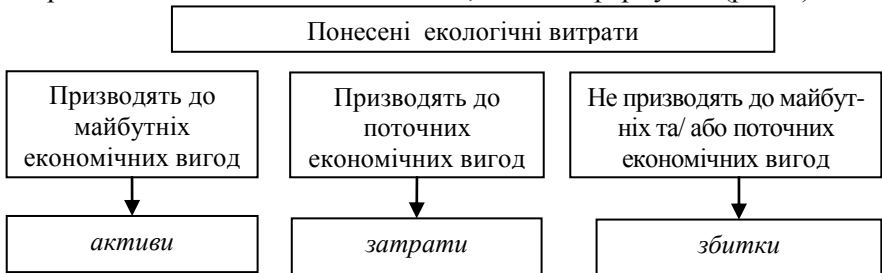 Понесені екологічні витрати
Призводять до
майбутніх
економічних вигод
Призводять до
поточних
економічних вигод
Не призводять до майбут-
ніх та/ або поточних
економічних вигод
активи
затрати
збитки